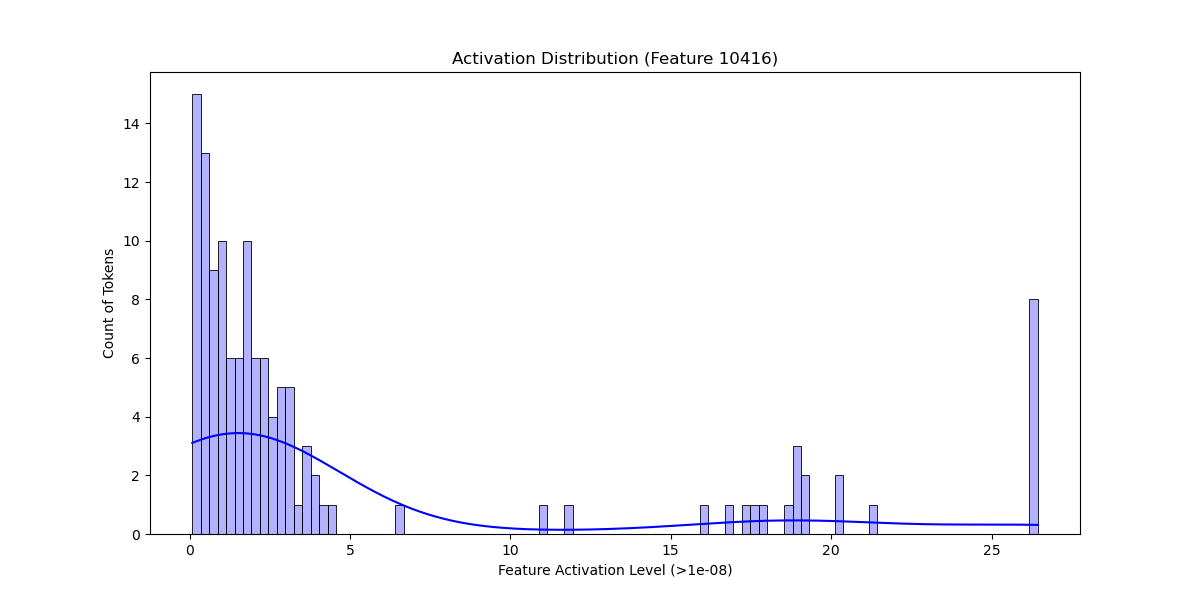 Activation Distribution (Feature 10416)
14
12
10
8
6
4
2
0
Count of Tokens
0 5 10 15 20 25
Feature Activation Level (>1e-08)